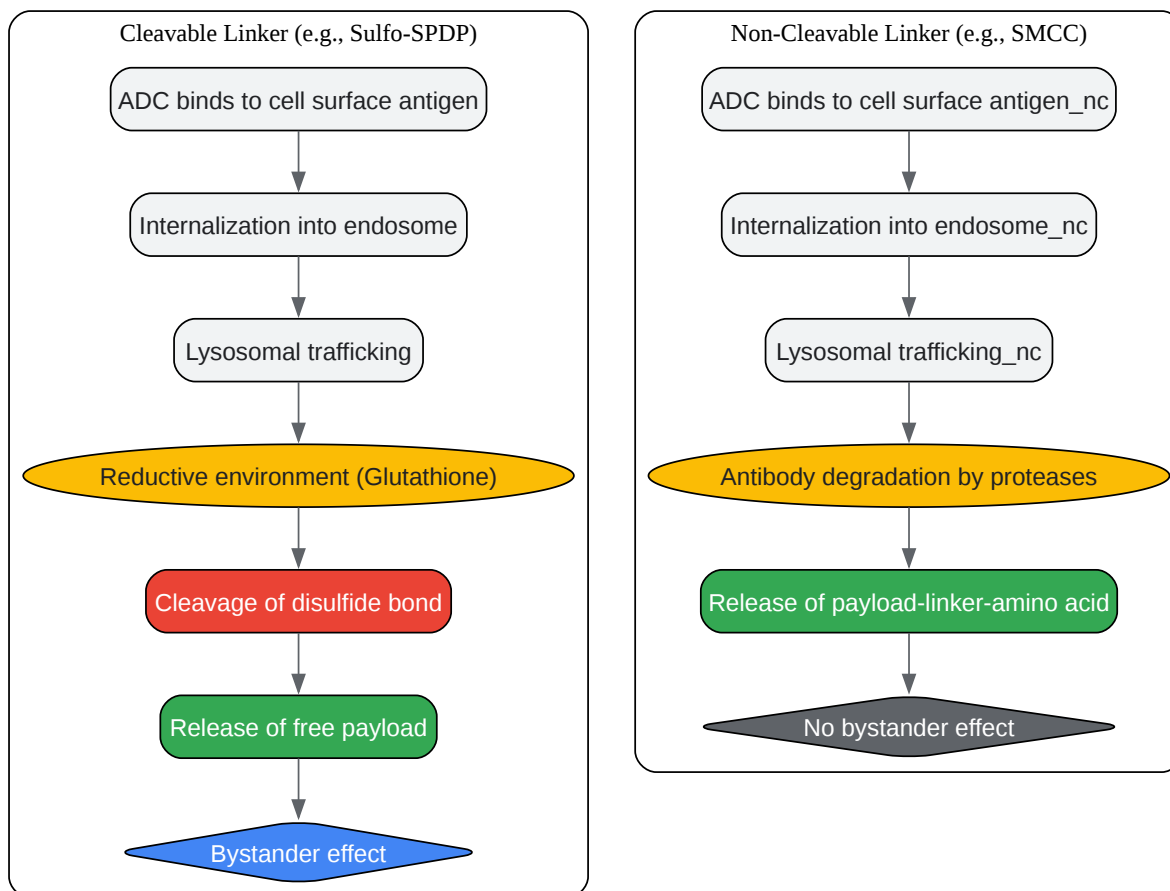 Cleavable Linker (e.g., Sulfo-SPDP)
ADC binds to cell surface antigen
Internalization into endosome
Lysosomal trafficking
Reductive environment (Glutathione)
Cleavage of disulfide bond
Release of free payload
Bystander effect
Non-Cleavable Linker (e.g., SMCC)
ADC binds to cell surface antigen_nc
Internalization into endosome_nc
Lysosomal trafficking_nc
Antibody degradation by proteases
Release of payload-linker-amino acid
No bystander effect